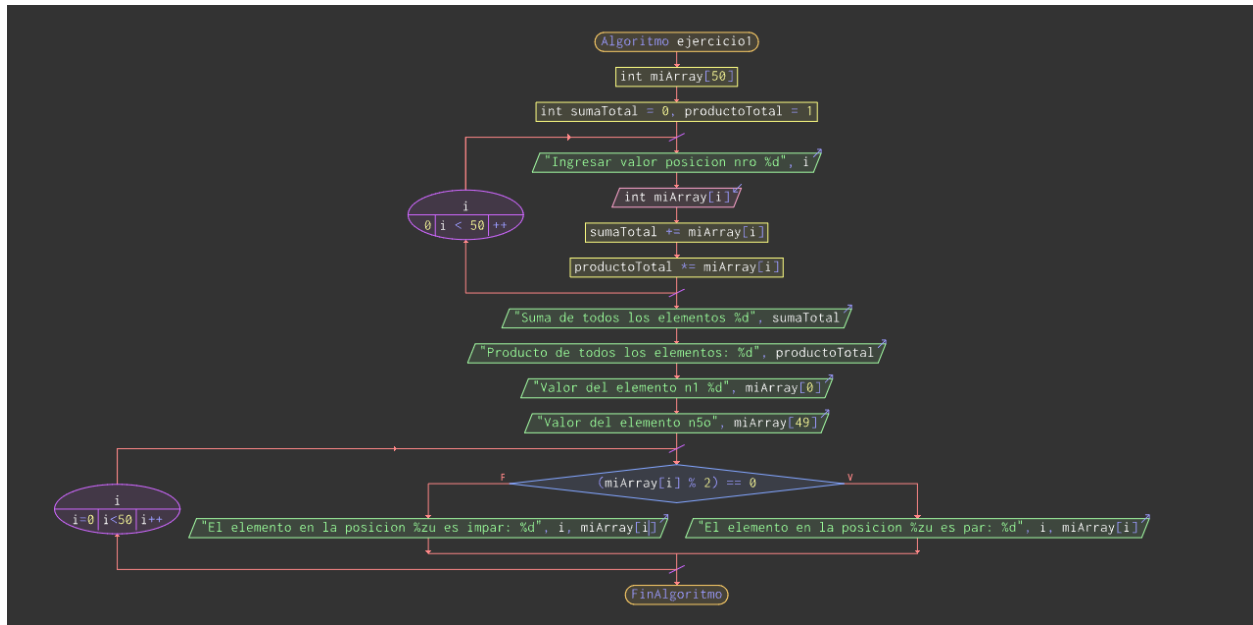 Algoritmo ejercicio1
int miArray[50]
int sumaTotal = 0, productoTotal = 1
"Ingresar valor posicion nro %d", i
int miArray[i]
i
0 i < 50 ++
sumaTotal += miArray[i]
productoTotal *= miArray[i]
"Suma de todos los elementos %d", sumaTotal
"Producto de todos los elementos: %d", productoTotal
"Valor del elemento n1 %d", miArray[0]
"Valor del elemento n5o", miArray[49]
i
i=0 i<50 i++
F (miArray[i] % 2) == 0 V
"El elemento en la posicion %zu es impar: %d", i, miArray[i]
"El elemento en la posicion %zu es par: %d", i, miArray[i]
FinAlgoritmo